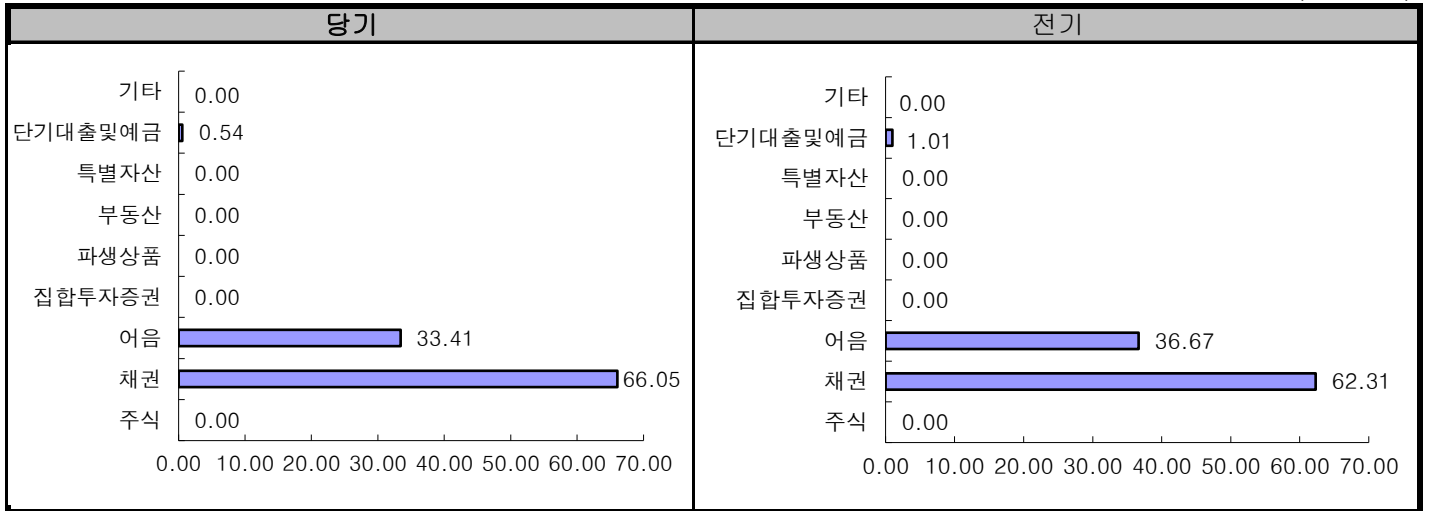 당기
전기
기타 0.00
단기대출및예금 0.54
특별자산 0.00
부동산 0.00
파생상품 0.00
집합투자증권 0.00
어음 33.41
채권 66.05
주식 0.00
0.00 10.00 20.00 30.00 40.00 50.00 60.00 70.00
기타 0.00
단기대출및예금 1.01
특별자산 0.00
부동산 0.00
파생상품 0.00
집합투자증권 0.00
어음 36.67
채권 62.31
주식 0.00
0.00 10.00 20.00 30.00 40.00 50.00 60.00 70.00